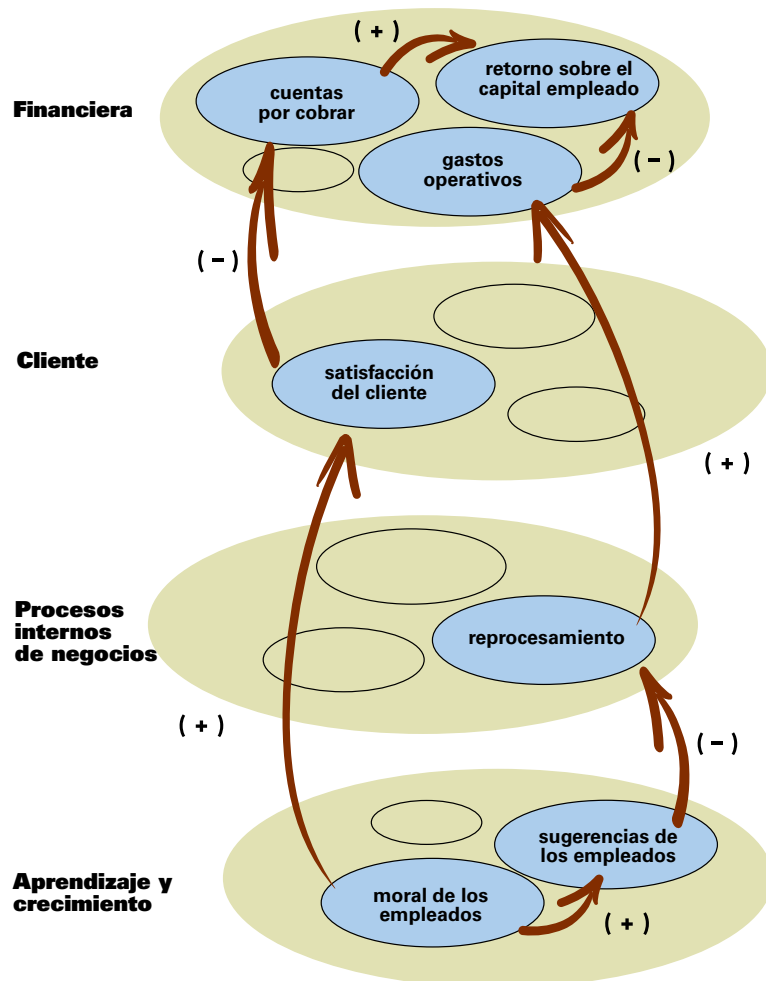 ( + )
cuentas
por cobrar
retorno sobre el
capital empleado
Financiera
gastos
operativos
( - )
( - )
Cliente
satisfacción
del cliente
( + )
Procesos
internos
de negocios
reprocesamiento
( + )
( - )
sugerencias de
los empleados
Aprendizaje y
crecimiento
moral de los
empleados
( + )